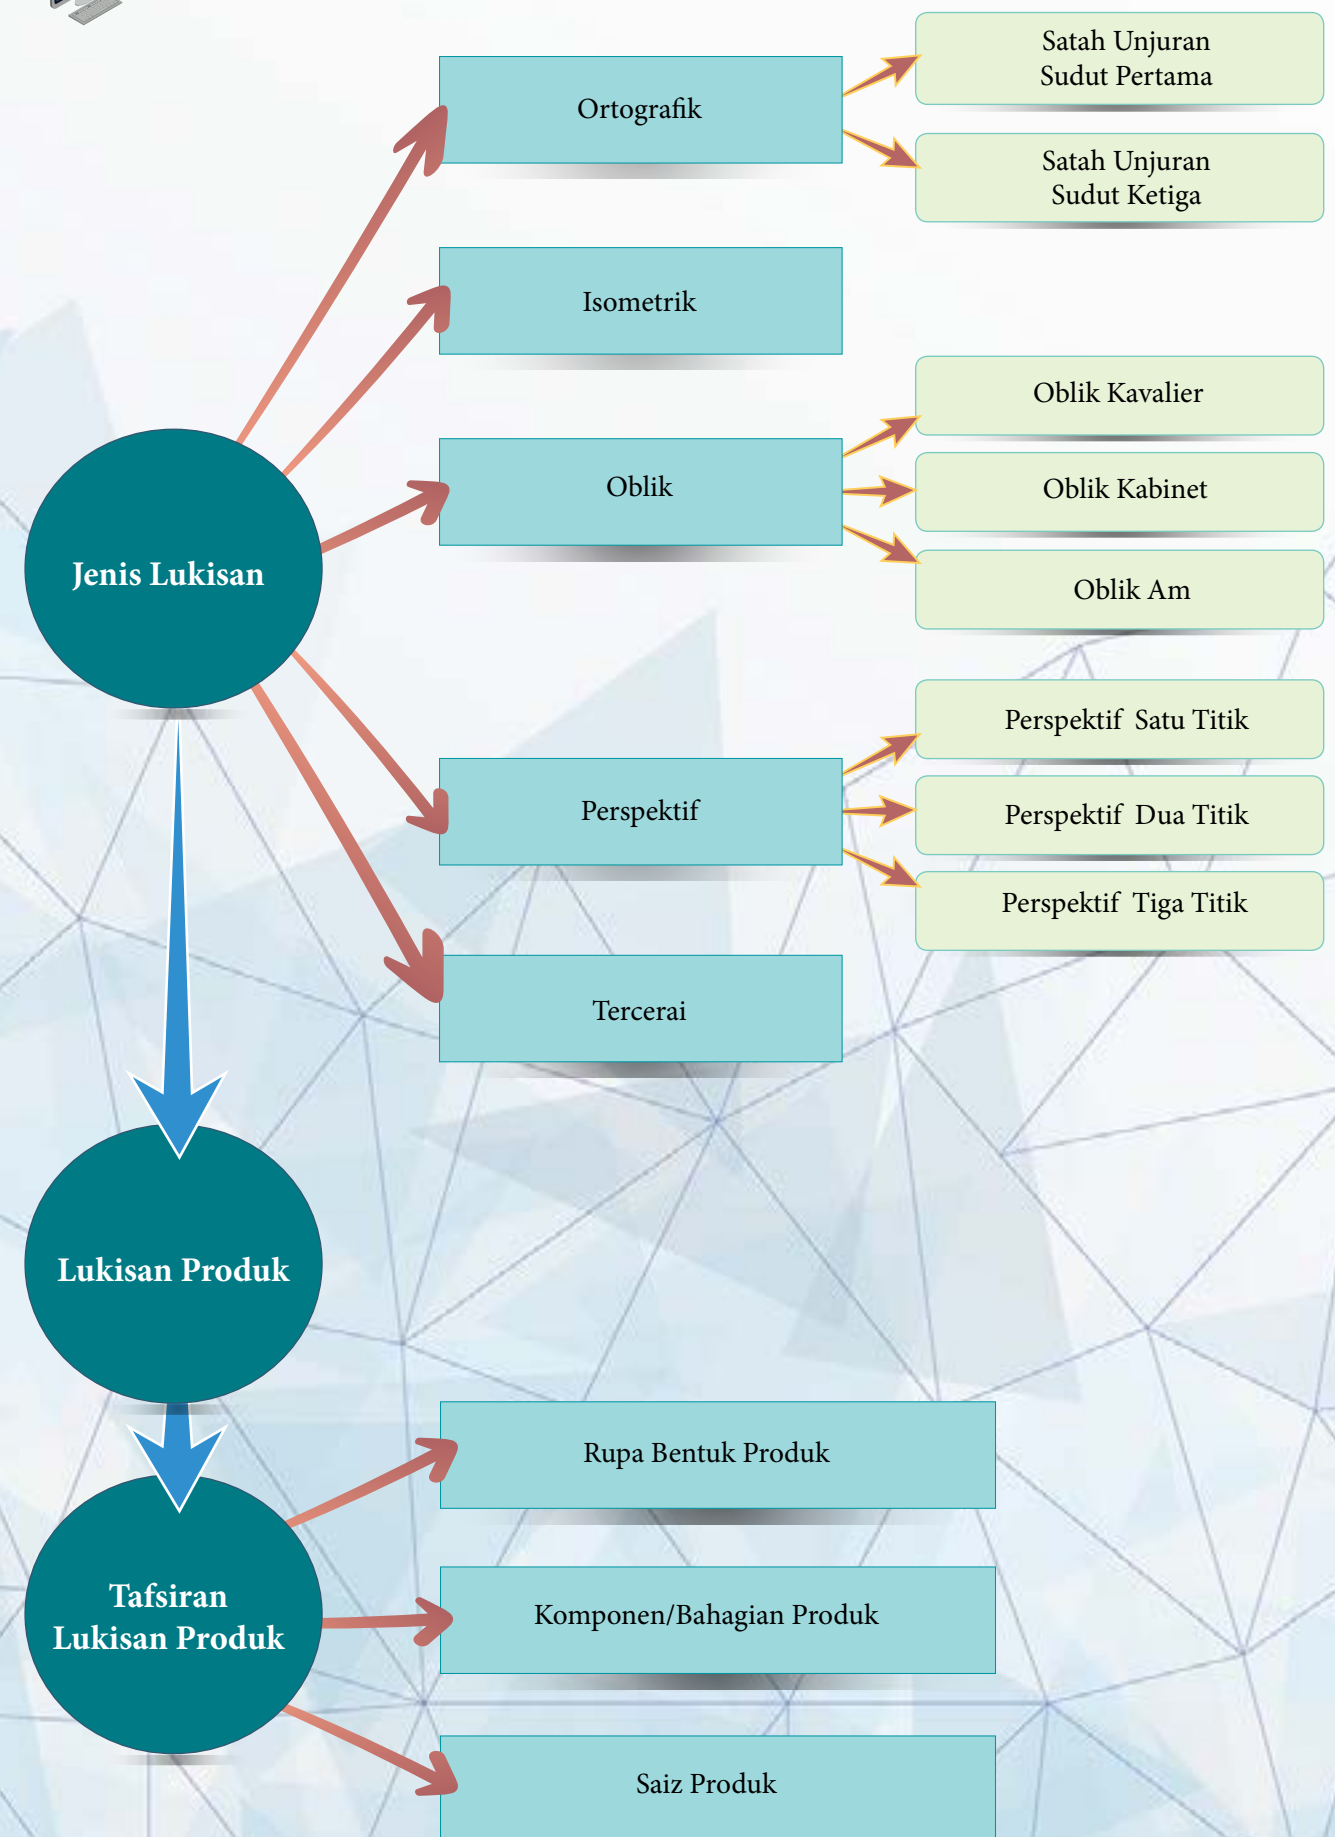 Ortografik
Satah Unjuran
Sudut Pertama
Satah Unjuran
Sudut Ketiga
Isometrik
Oblik
Oblik Kavalier
Oblik Kabinet
Oblik Am
Jenis Lukisan
Perspektif
Perspektif Satu Titik
Perspektif Dua Titik
Perspektif Tiga Titik
Tercerai
Lukisan Produk
Tafsiran
Lukisan Produk
Rupa Bentuk Produk
Komponen/Bahagian Produk
Saiz Produk